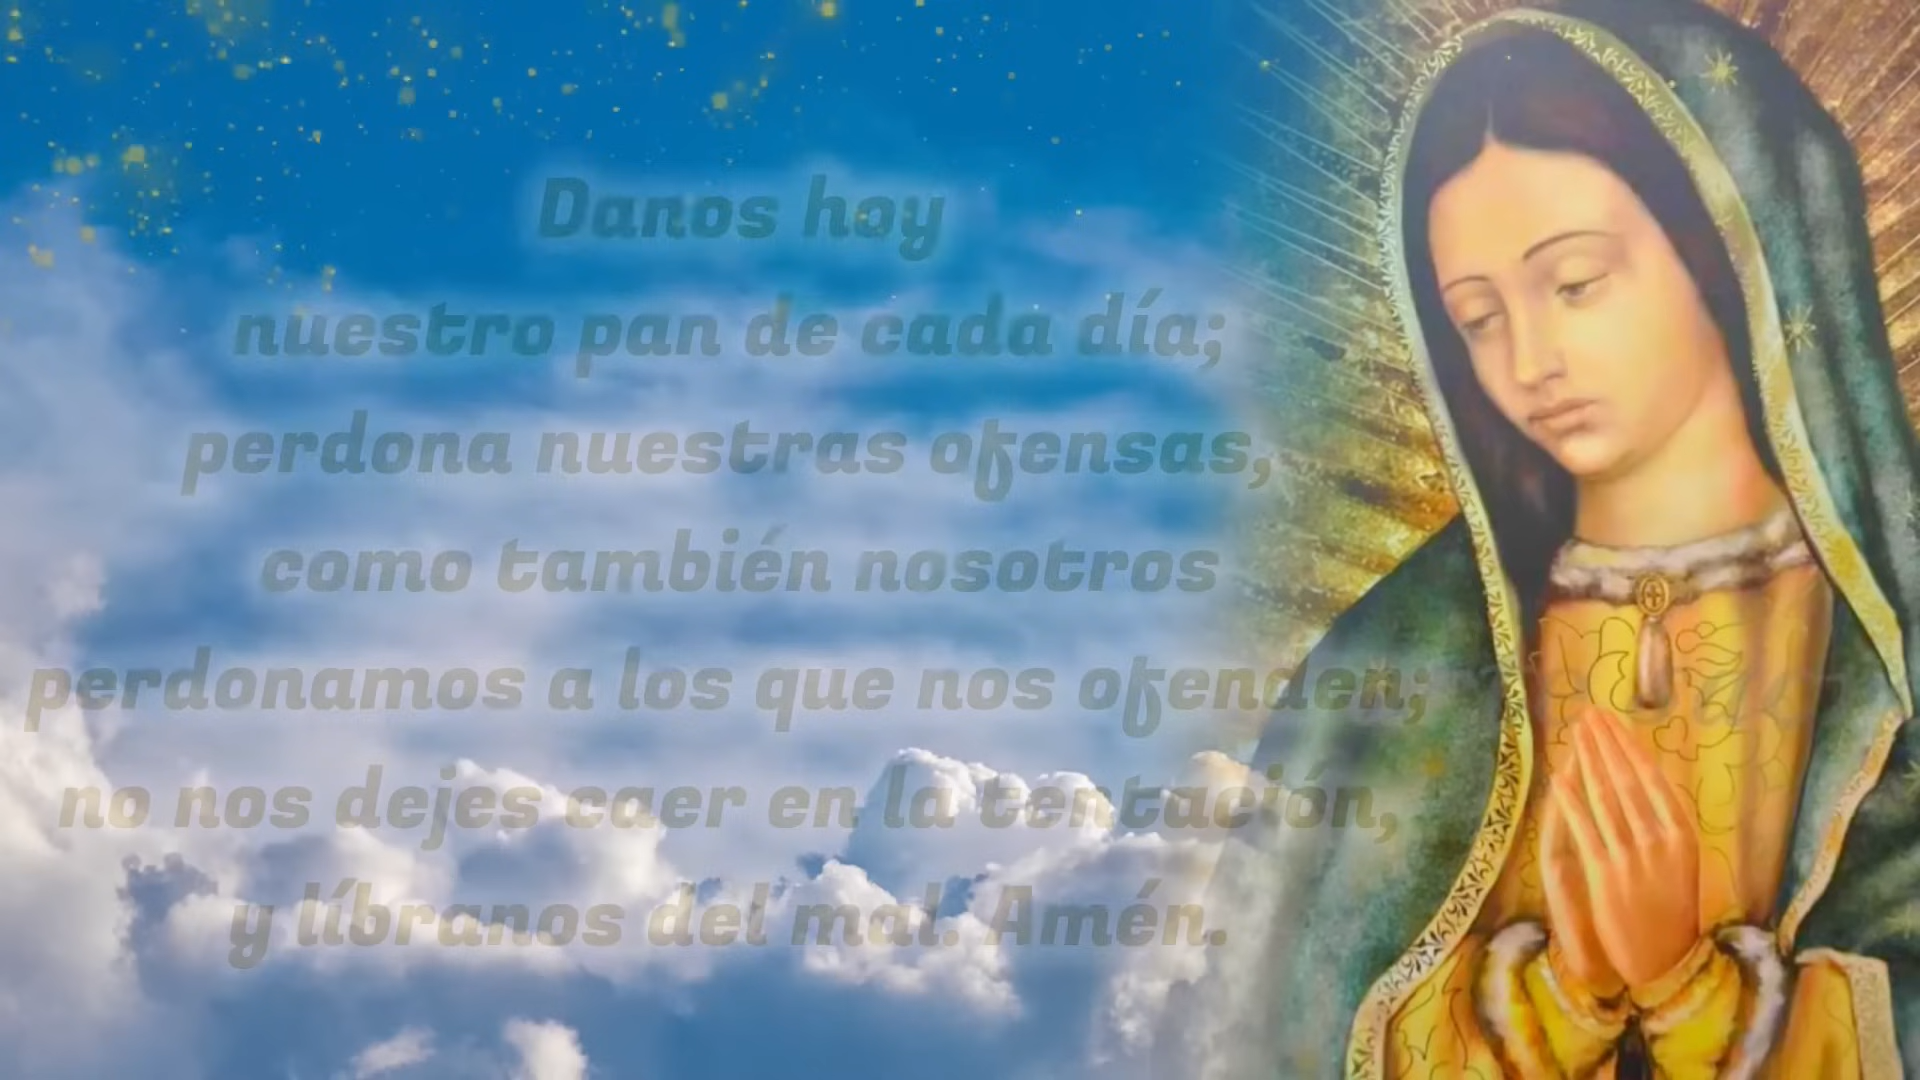 Danos hoy
nuestro pan de cada día;
perdona nuestras ofensas,
como también nosotros
perdonamos a los que nos ofenden;
no nos dejes caer en la tentación,
y líbranos del mal. Amén.